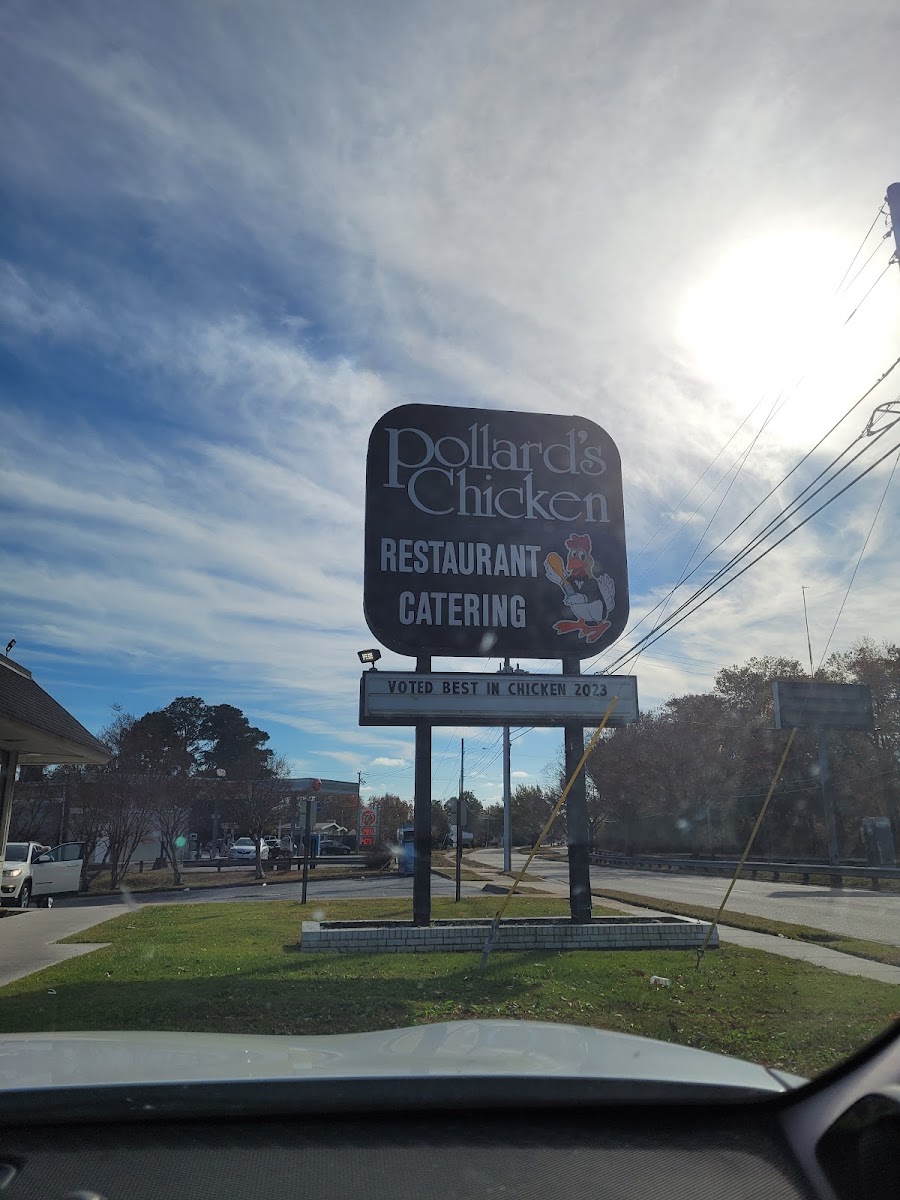 Pollard's
Chicken
RESTAURANT
CATERING
VOTED BEST IN CHICKEN 2023